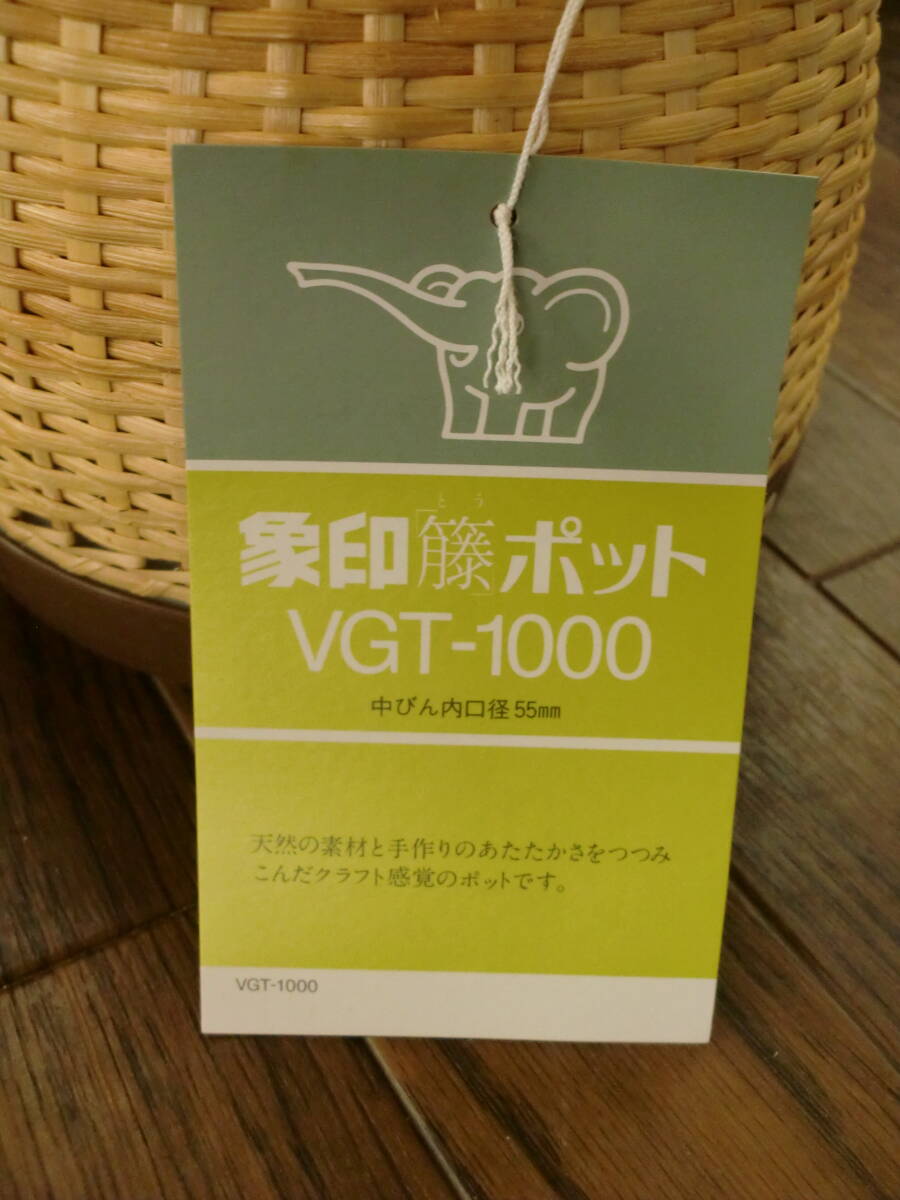 とう
象印「籐」ポット
VGT-1000
中びん内口径55mm
天然の素材と手作りのあたたかさをつつみ
こんだクラフト感覚のポットです。
VGT-1000